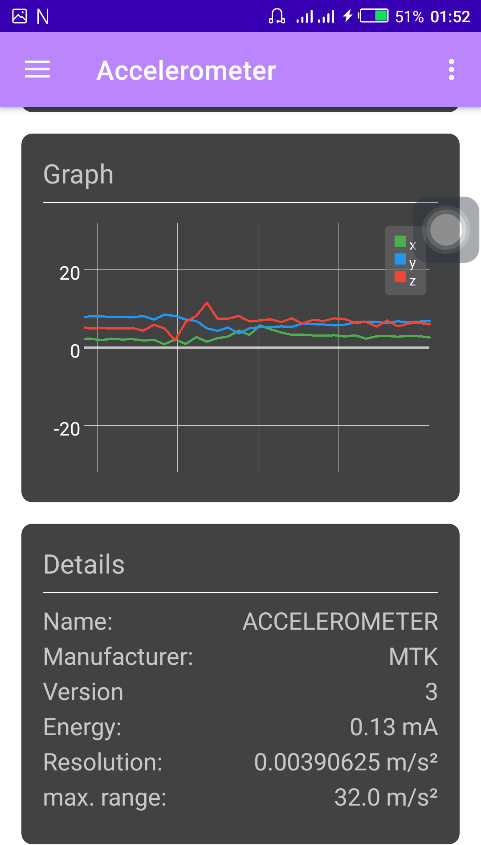 N 51% 01:52
Accelerometer
Graph
x
y
z
20
0
-20
Details
Name: ACCELEROMETER
Manufacturer: MTK
Version 3
Energy: 0.13 mA
Resolution: 0.00390625 m/s²
max. range: 32.0 m/s²